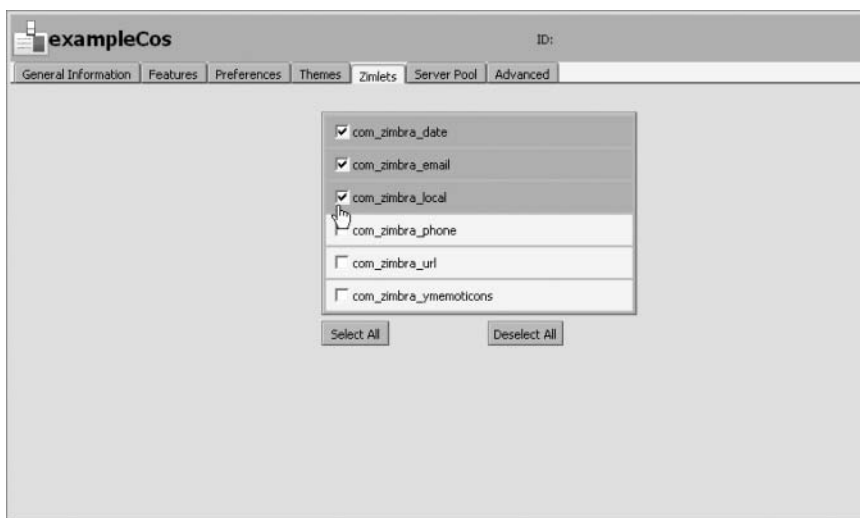 exampleCos ID:
General Information Features Preferences Themes Zimlets Server Pool Advanced
com_zimbra_date
com_zimbra_email
com_zimbra_local
com_zimbra_phone
com_zimbra_url
com_zimbra_ymemoticons
Select All Deselect All